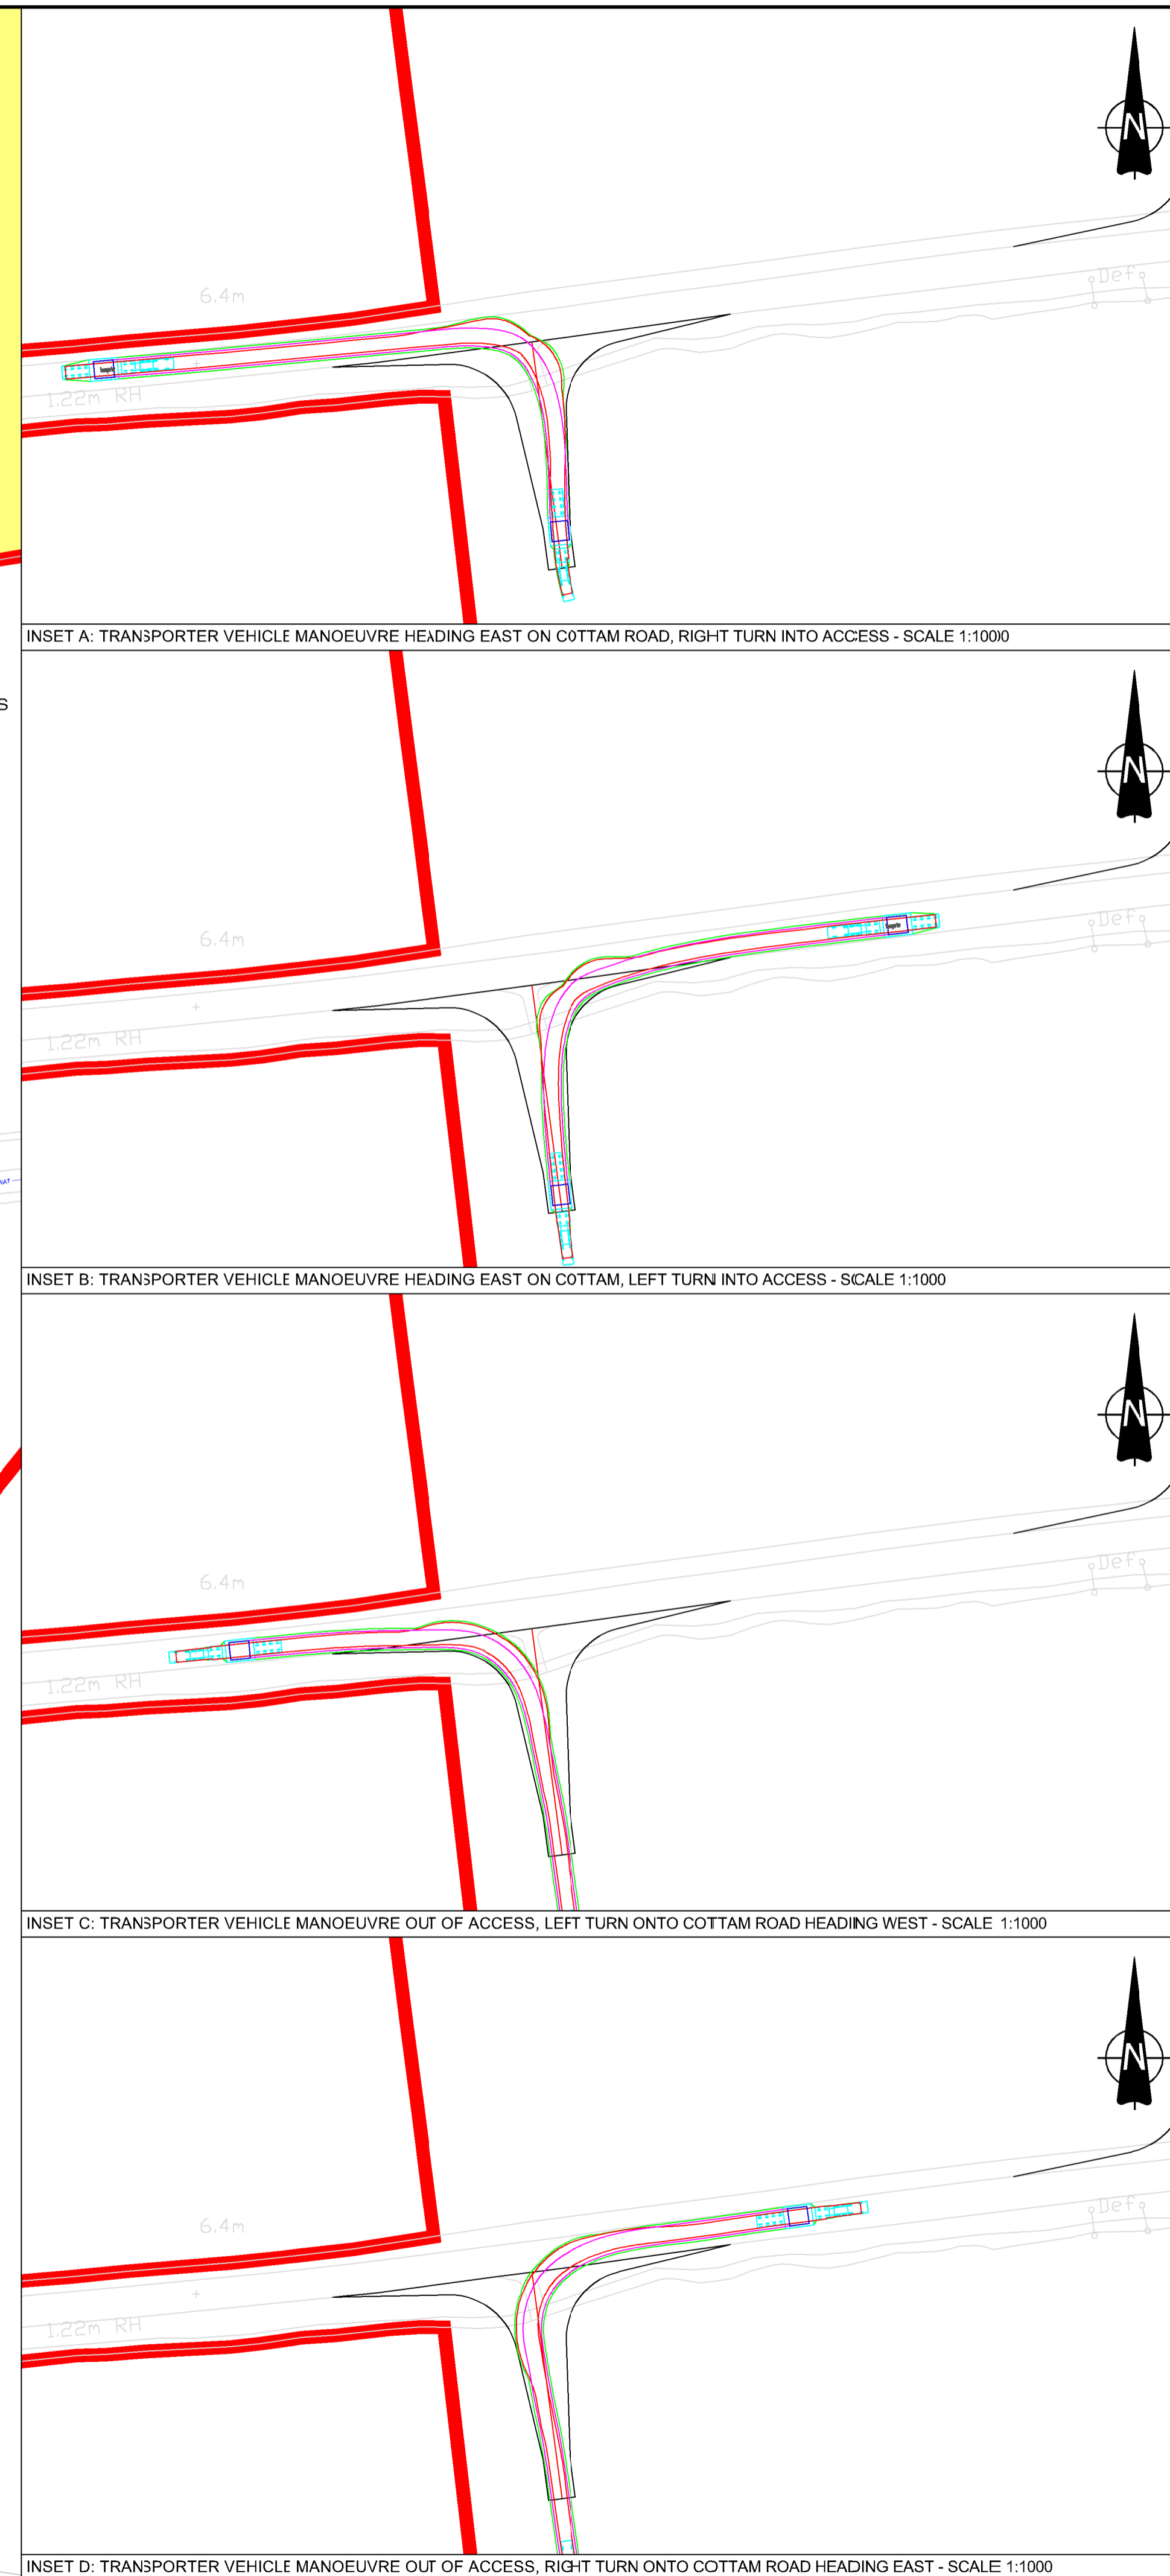 N
6.4m
Def
1.22m RH
INSET A: TRANSPORTER VEHICLE MANOEUVRE HEADING EAST ON COTTAM ROAD, RIGHT TURN INTO ACCESS - SCALE 1:1000
S
N
6.4m
Def
1.22m RH
INSET B: TRANSPORTER VEHICLE MANOEUVRE HEADING EAST ON COTTAM, LEFT TURN INTO ACCESS - SCALE 1:1000
N
6.4m
Def
1.22m RH
INSET C: TRANSPORTER VEHICLE MANOEUVRE OUT OF ACCESS, LEFT TURN ONTO COTTAM ROAD HEADING WEST - SCALE 1:1000
N
6.4m
Def
1.22m RH
INSET D: TRANSPORTER VEHICLE MANOEUVRE OUT OF ACCESS, RIGHT TURN ONTO COTTAM ROAD HEADING EAST - SCALE 1:1000